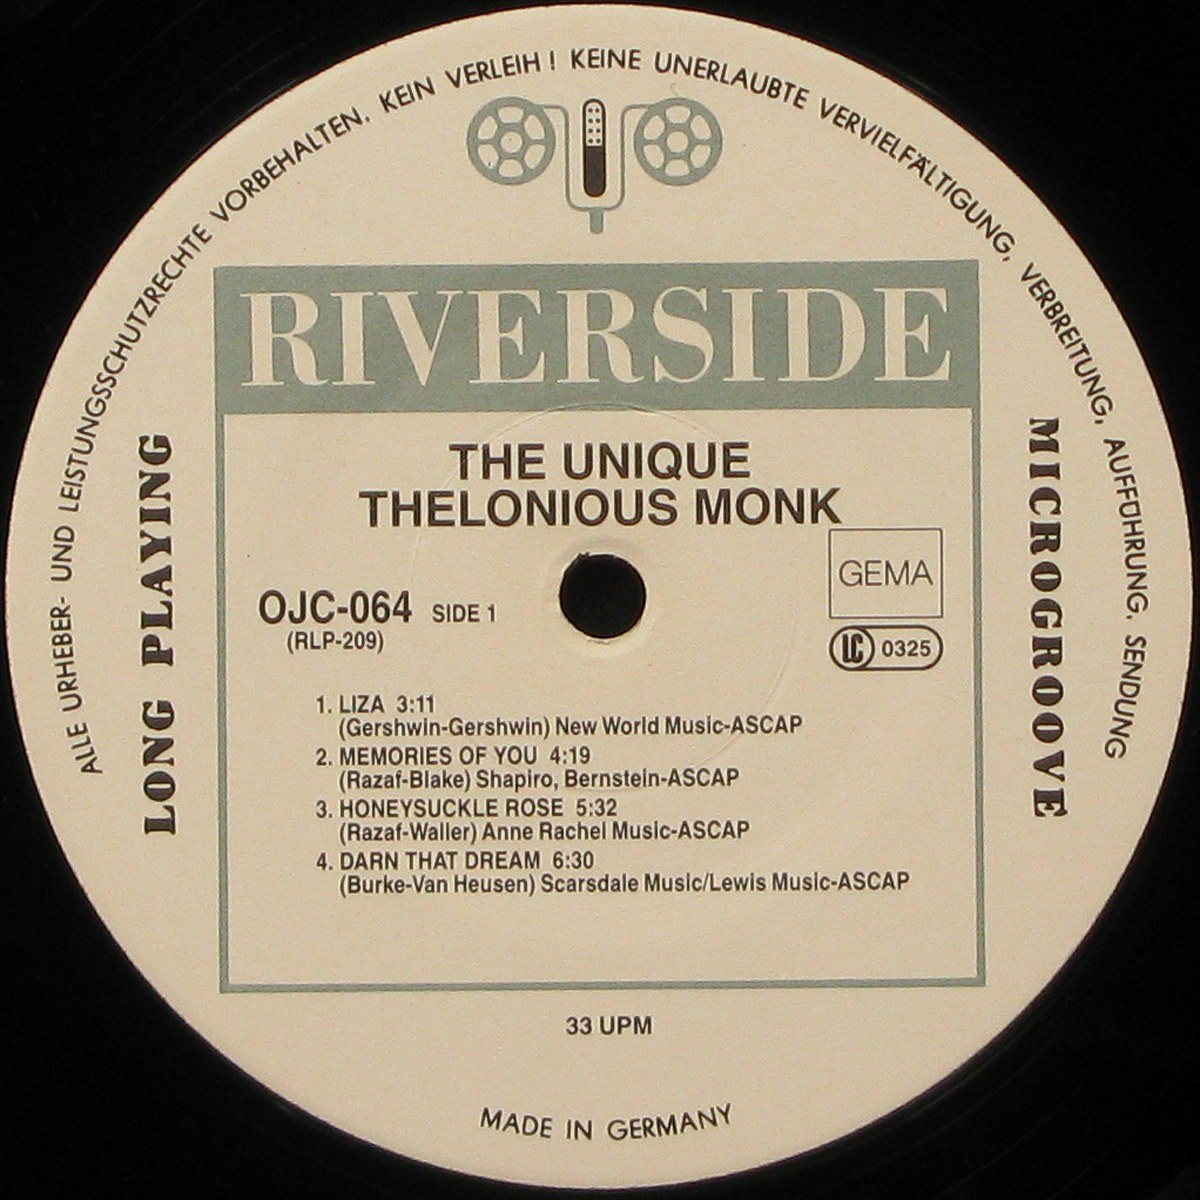 ALLE URHEBER- UND LEISTUNGSSCHUTZRECHTE VORBEHALTEN. KEIN VERLEIH! KEINE UNERLAUBTE VERVIELFÄLTIGUNG, VERBREITUNG, AUFFÜHRUNG, SENDUNG
RIVERSIDE
LONG PLAYING
MICROGROOVE
THE UNIQUE
THELONIOUS MONK
GEMA
OJC-064 SIDE 1
(RLP-209)
LC 0325
1. LIZA 3:11
(Gershwin-Gershwin) New World Music-ASCAP
2. MEMORIES OF YOU 4:19
(Razaf-Blake) Shapiro, Bernstein-ASCAP
3. HONEYSUCKLE ROSE 5:32
(Razaf-Waller) Anne Rachel Music-ASCAP
4. DARN THAT DREAM 6:30
(Burke-Van Heusen) Scarsdale Music/Lewis Music-ASCAP
33 UPM
MADE IN GERMANY